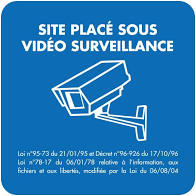 SITE PLACÉ SOUS
VIDÉO SURVEILLANCE
Loi n°95-73 du 21/01/95 et Décret n°96-926 du 17/10/96
Loi n°78-17 du 06/01/78 relative à l'information, aux
fichiers et aux libertés, modifiée par la Loi du 06/08/04